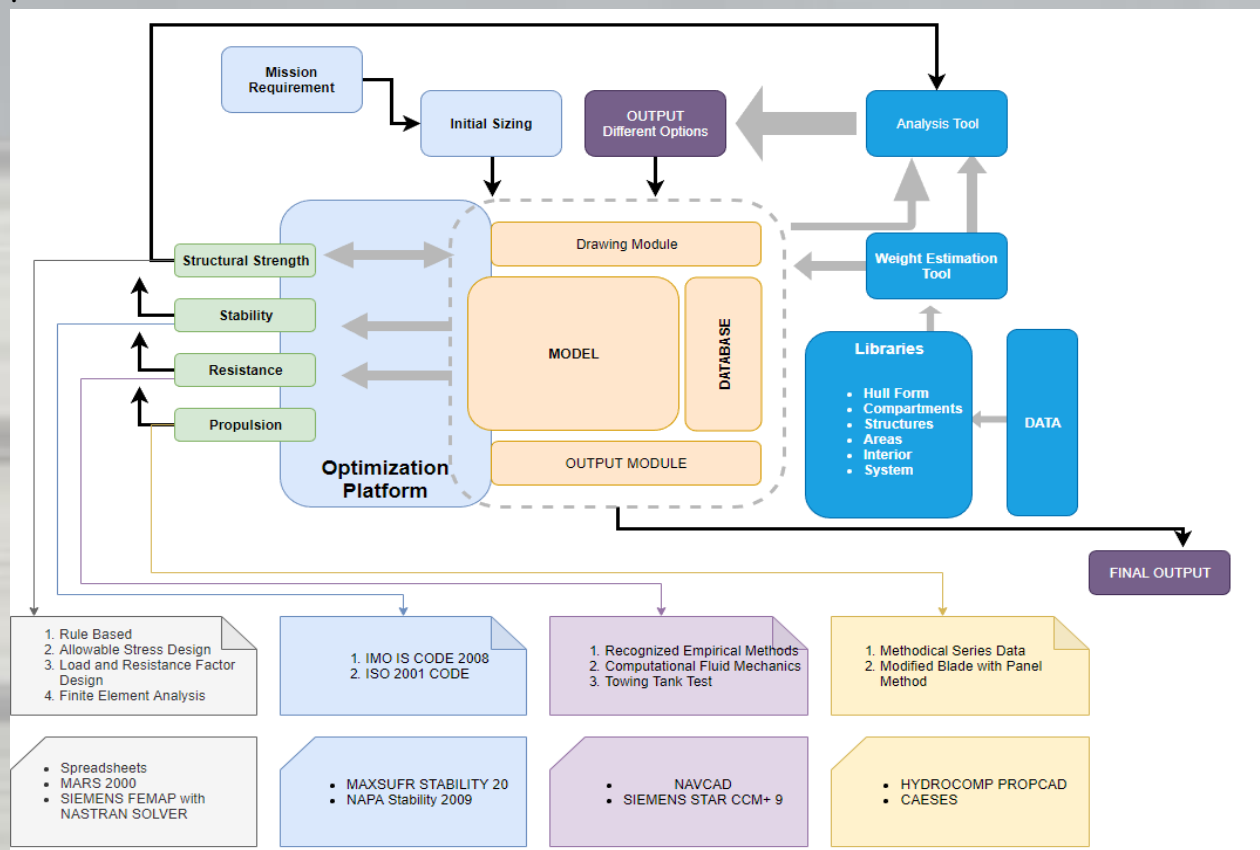 Mission
Requirement
Initial Sizing
OUTPUT
Different Options
Analysis Tool
Structural Strength
Stability
Resistance
Propulsion
Optimization
Platform
Drawing Module
MODEL
DATABASE
OUTPUT MODULE
Weight Estimation
Tool
Libraries
• Hull Form
• Compartments
• Structures
• Areas
• Interior
• System
DATA
FINAL OUTPUT
1. Rule Based
2. Allowable Stress Design
3. Load and Resistance Factor
Design
4. Finite Element Analysis
1. IMO IS CODE 2008
2. ISO 2001 CODE
1. Recognized Empirical Methods
2. Computational Fluid Mechanics
3. Towing Tank Test
1. Methodical Series Data
2. Modified Blade with Panel
Method
• Spreadsheets
• MARS 2000
• SIEMENS FEMAP with
NASTRAN SOLVER
• MAXSUFR STABILITY 20
• NAPA Stability 2009
• NAVCAD
• SIEMENS STAR CCM+ 9
• HYDROCOMP PROPCAD
• CAESES